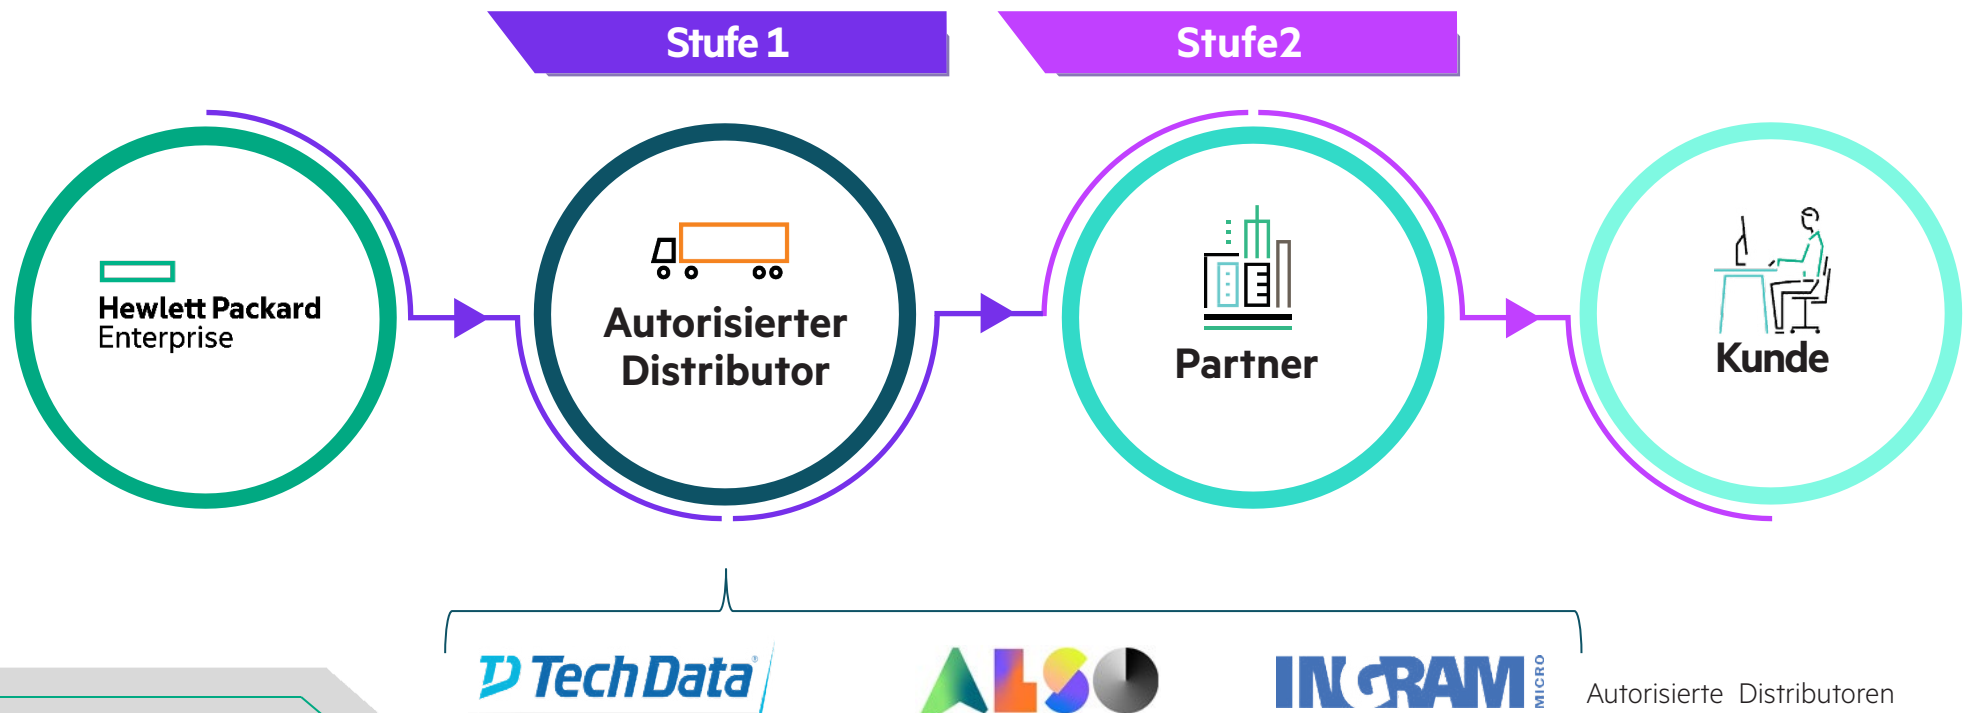 Stufe 1
Stufe2
Hewlett Packard
Enterprise
Autorisierter
Distributor
Partner
Kunde
TechData
ALSO
INGRAM MICRO
Autorisierte Distributoren